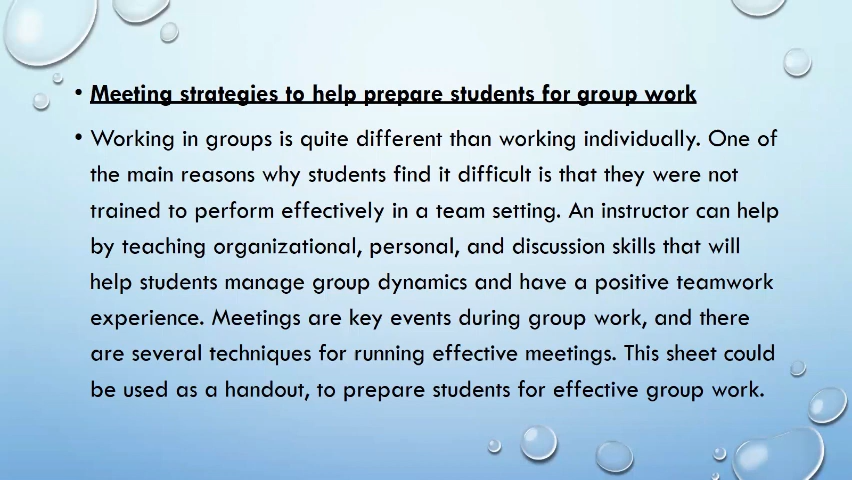 • Meeting strategies to help prepare students for group work
• Working in groups is quite different than working individually. One of
the main reasons why students find it difficult is that they were not
trained to perform effectively in a team setting. An instructor can help
by teaching organizational, personal, and discussion skills that will
help students manage group dynamics and have a positive teamwork
experience. Meetings are key events during group work, and there
are several techniques for running effective meetings. This sheet could
be used as a handout, to prepare students for effective group work.